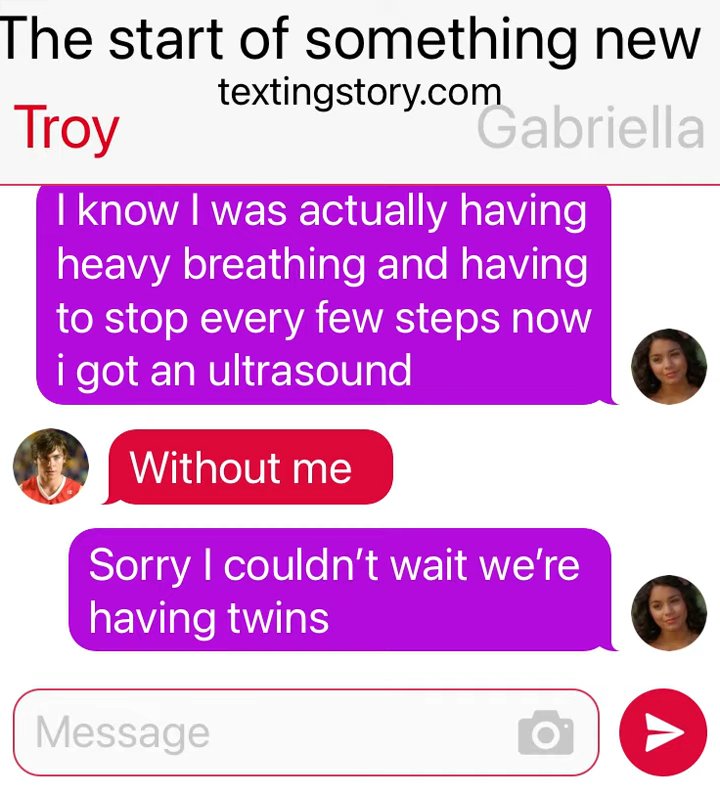 The start of something new
textingstory.com
Troy
Gabriella
I know I was actually having
heavy breathing and having
to stop every few steps now
i got an ultrasound
Without me
Sorry I couldn’t wait we’re
having twins
Message